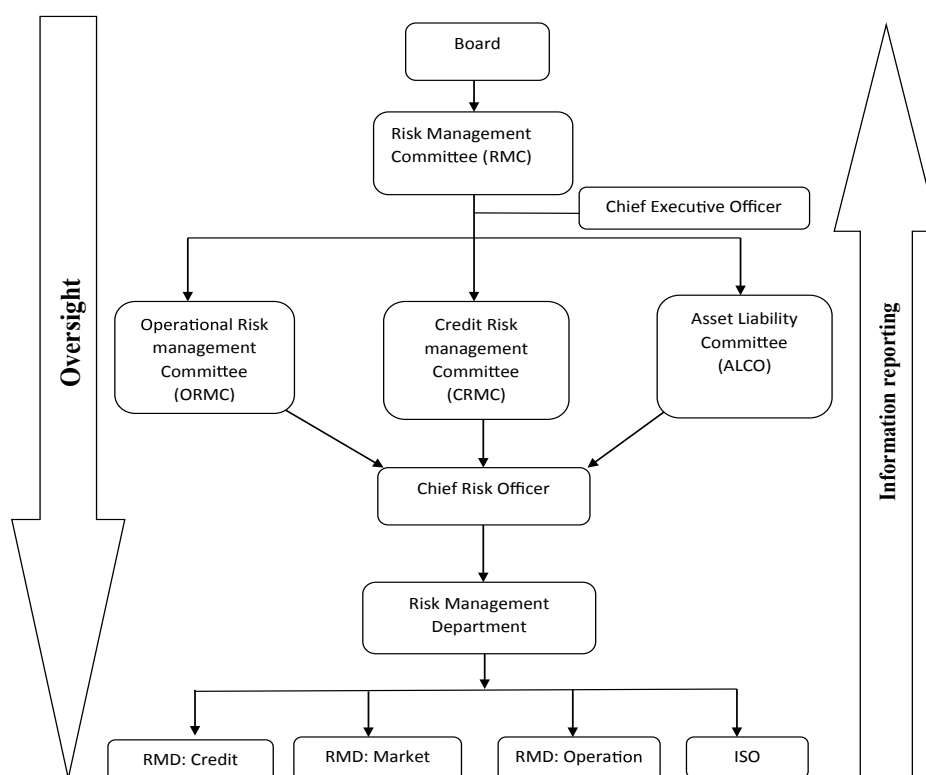 Board
Risk Management
Committee (RMC)
Chief Executive Officer
Oversight
Information reporting
Operational Risk
management
Committee
(ORMC)
Credit Risk
management
Committee
(CRMC)
Asset Liability
Committee
(ALCO)
Chief Risk Officer
Risk Management
Department
RMD: Credit
RMD: Market
RMD: Operation
ISO